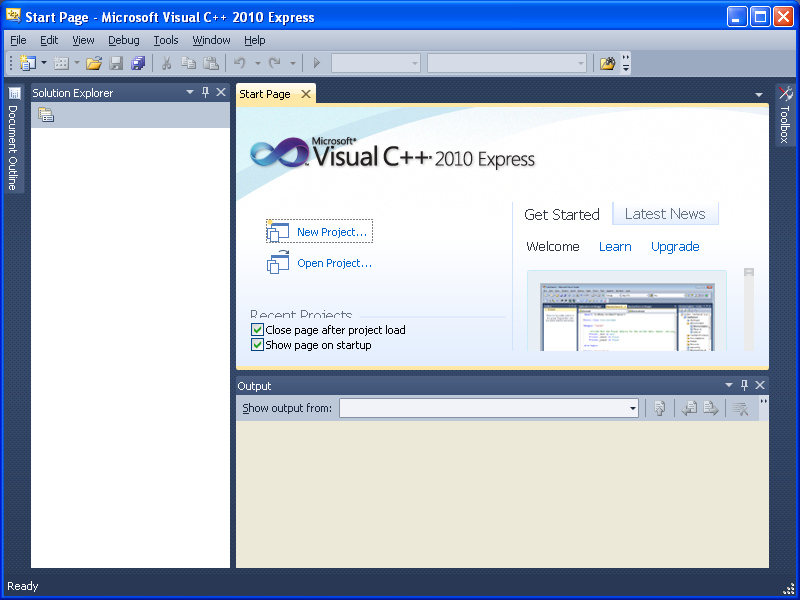 Start Page - Microsoft Visual C++ 2010 Express
File Edit View Debug Tools Window Help
Document Outline
Solution Explorer
Start Page
Toolbox
Microsoft®
Visual C++ 2010 Express
New Project...
Open Project...
Recent Projects
Close page after project load
Show page on startup
Get Started Latest News
Welcome Learn Upgrade
Output
Show output from:
Ready